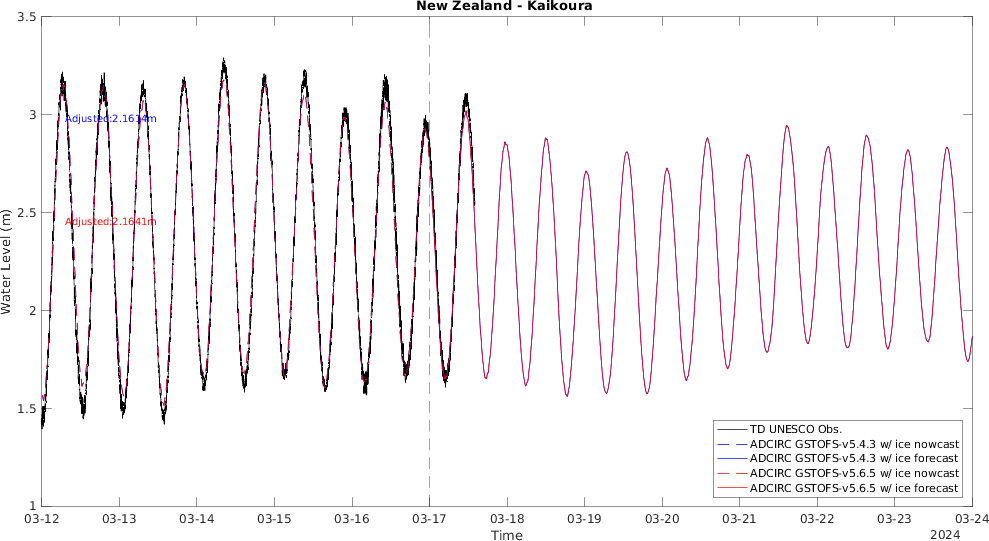 New Zealand - Kaikoura
Water Level (m)
3.5
3
2.5
2
1.5
1
Adjusted:2.1614m
Adjusted:2.1641m
TD UNESCO Obs.
ADCIRC GSTOFS-v5.4.3 w/ ice nowcast
ADCIRC GSTOFS-v5.4.3 w/ ice forecast
ADCIRC GSTOFS-v5.6.5 w/ ice nowcast
ADCIRC GSTOFS-v5.6.5 w/ ice forecast
03-12 03-13 03-14 03-15 03-16 03-17 03-18 03-19 03-20 03-21 03-22 03-23 03-24
Time
2024